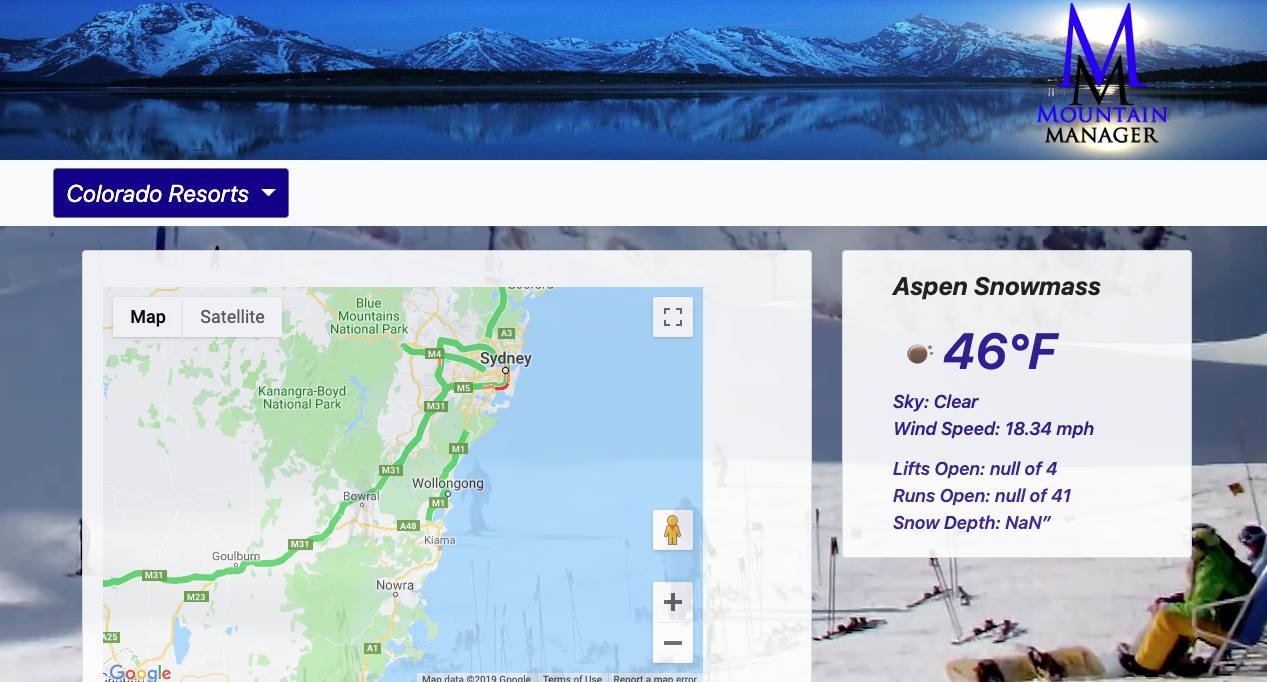 MOUNTAIN
MANAGER
Colorado Resorts
Map
Satellite
Blue
Mountains
National Park
A3
M4
Sydney
M5
Kanangra-Boyd
National Park
M31
M1
M31
Wollongong
Bowral
M1
A48
M31
Kiama
Goulburn
M31
Nowra
M23
A25
A1
Google
Map data ©2019 Google
Terms of Use
Report a map error
Aspen Snowmass
46°F
Sky: Clear
Wind Speed: 18.34 mph
Lifts Open: null of 4
Runs Open: null of 41
Snow Depth: NaN”